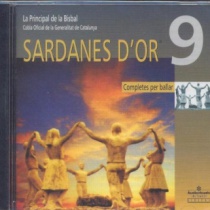 La Principal de la Bisbal
Cobla Oficial de la Generalitat de Catalunya
SARDANES D'OR 9
Completes per ballar